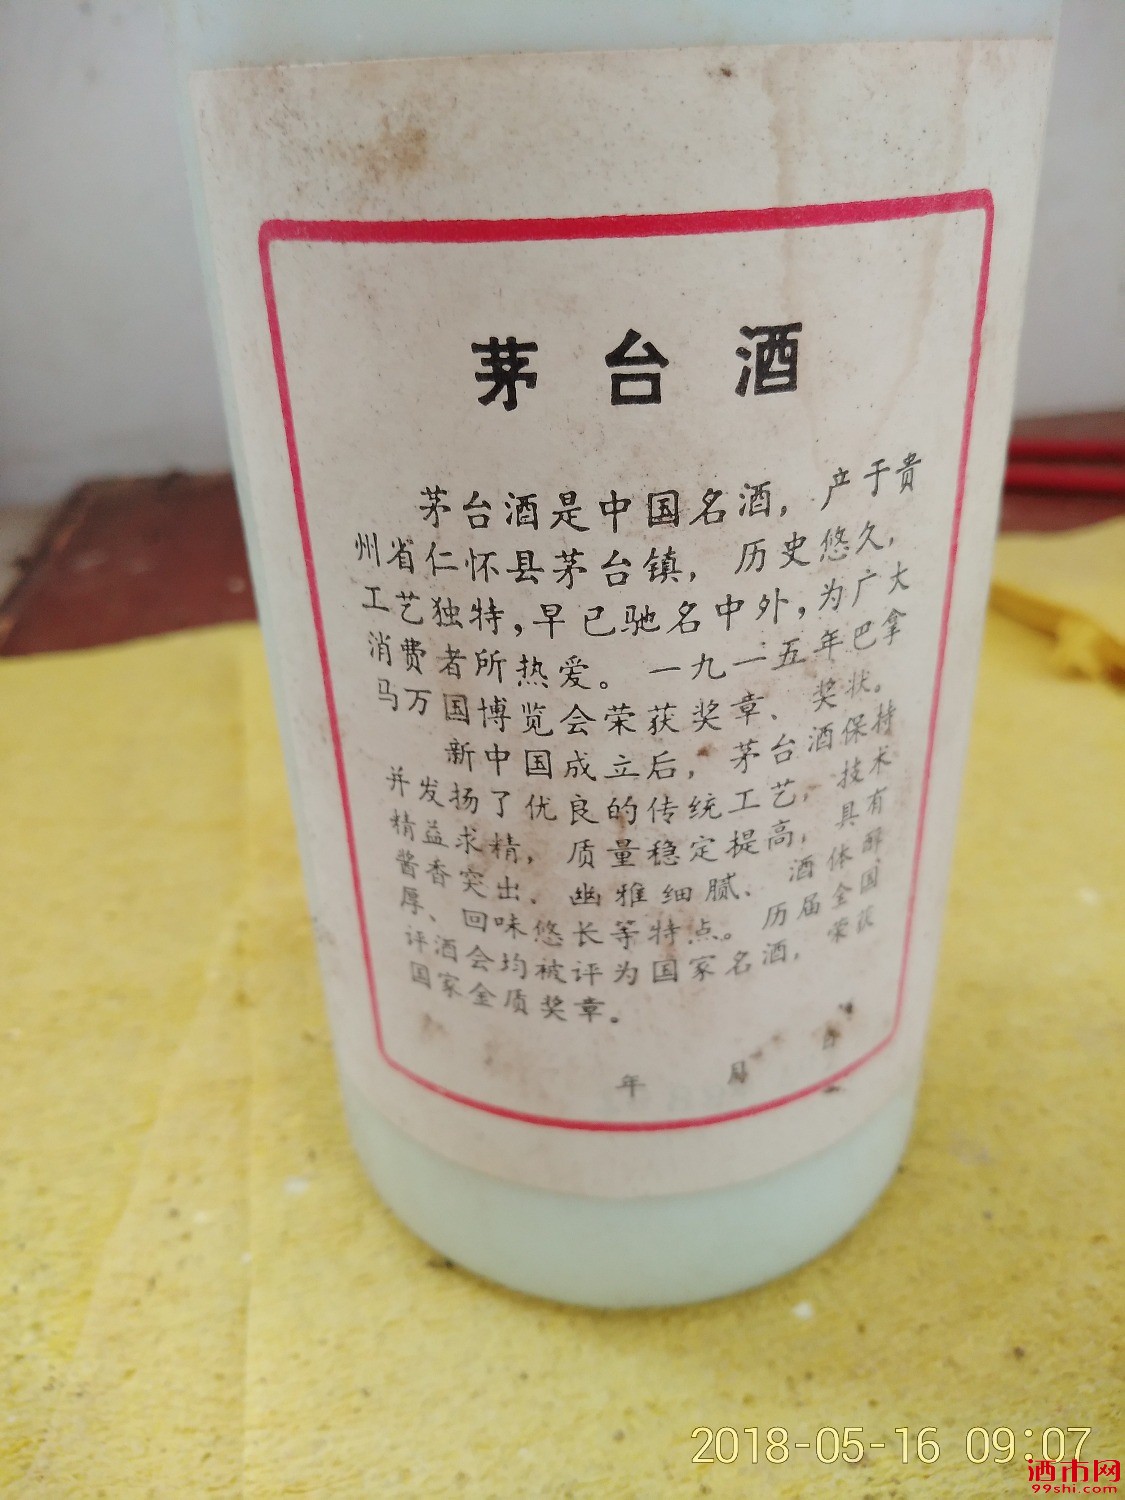 茅台酒
茅台酒是中国名酒，产于贵
州省仁怀县茅台镇，历史悠久，
工艺独特，早已驰名中外，为广大
消费者所热爱。一九一五年巴拿
马万国博览会荣获奖章、奖状。
新中国成立后，茅台酒保持
并发扬了优良的传统工艺，技术
精益求精，质量稳定提高，具有
酱香突出、幽雅细腻、酒体醇
厚、回味悠长等特点。历届全国
评酒会均被评为国家名酒，荣获
国家金质奖章。
年 月 日
2018-05-16 09:07
酒市网
99shi.com